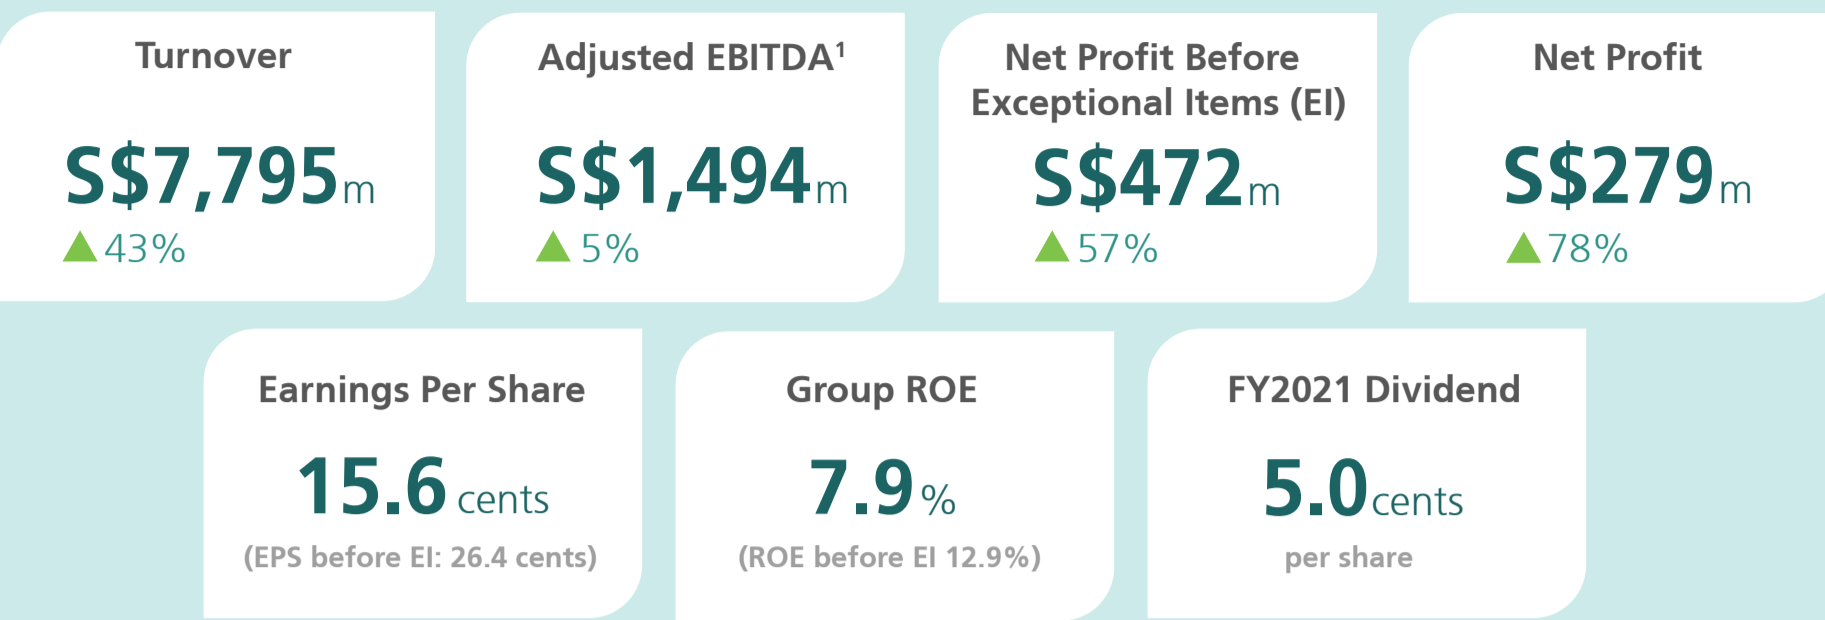 Turnover
S$7,795m
▲43%
Adjusted EBITDA¹
S$1,494m
▲5%
Net Profit Before
Exceptional Items (EI)
S$472m
▲57%
Net Profit
S$279m
▲78%
Earnings Per Share
15.6 cents
(EPS before EI: 26.4 cents)
Group ROE
7.9%
(ROE before EI 12.9%)
FY2021 Dividend
5.0cents
per share